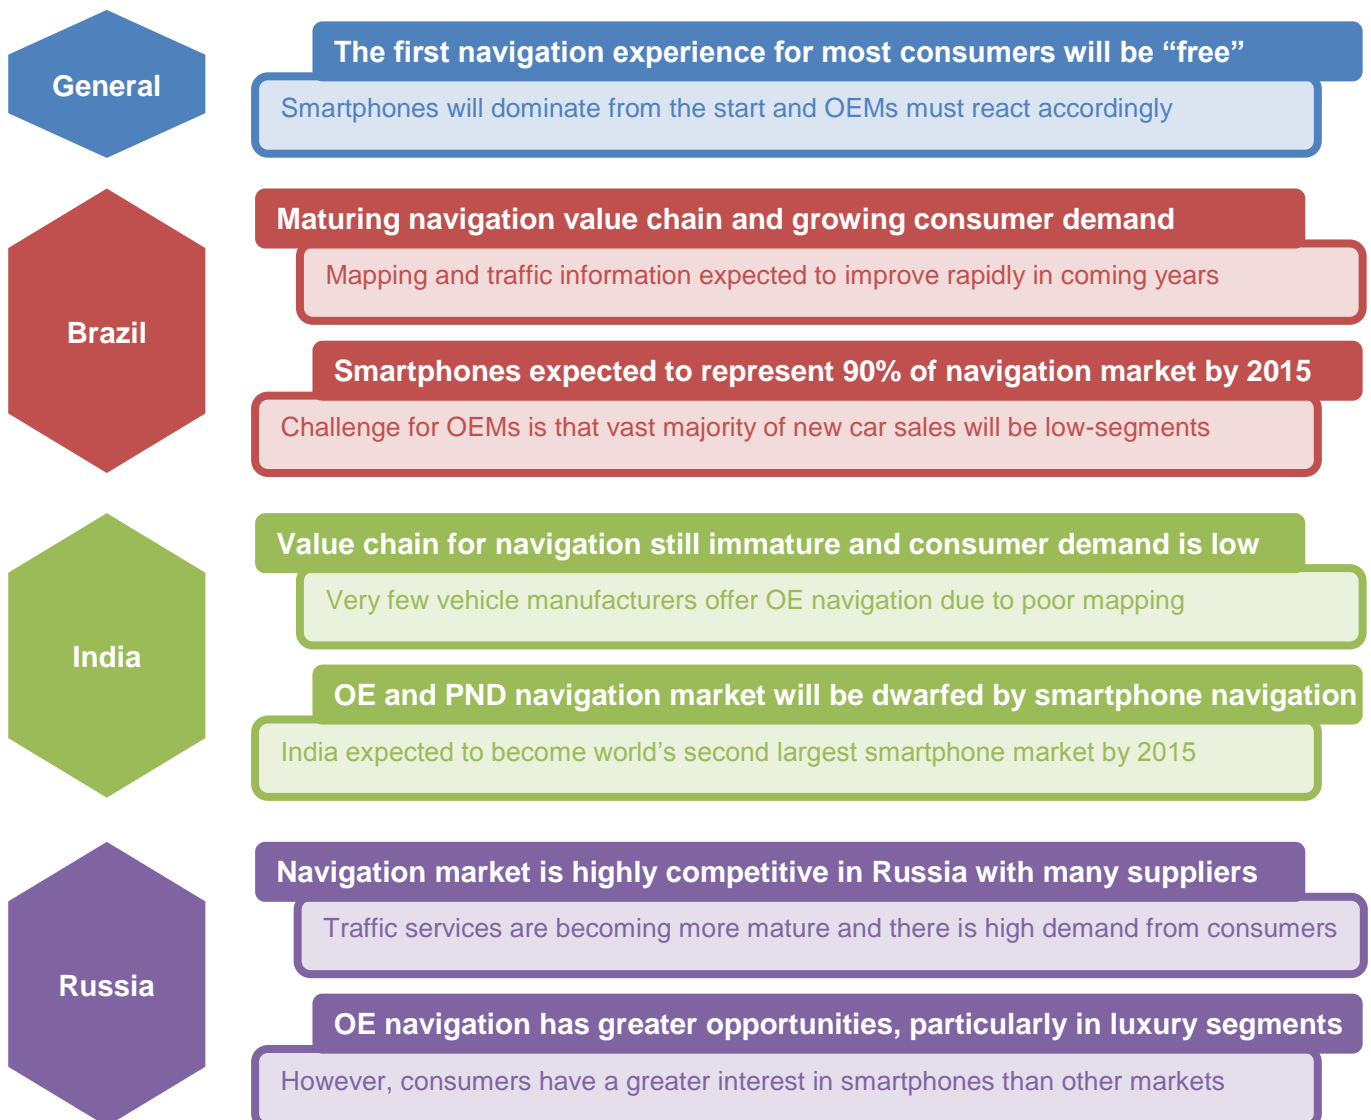 General
The first navigation experience for most consumers will be “free”
Smartphones will dominate from the start and OEMs must react accordingly
Brazil
Maturing navigation value chain and growing consumer demand
Mapping and traffic information expected to improve rapidly in coming years
Smartphones expected to represent 90% of navigation market by 2015
Challenge for OEMs is that vast majority of new car sales will be low-segments
India
Value chain for navigation still immature and consumer demand is low
Very few vehicle manufacturers offer OE navigation due to poor mapping
OE and PND navigation market will be dwarfed by smartphone navigation
India expected to become world’s second largest smartphone market by 2015
Russia
Navigation market is highly competitive in Russia with many suppliers
Traffic services are becoming more mature and there is high demand from consumers
OE navigation has greater opportunities, particularly in luxury segments
However, consumers have a greater interest in smartphones than other markets